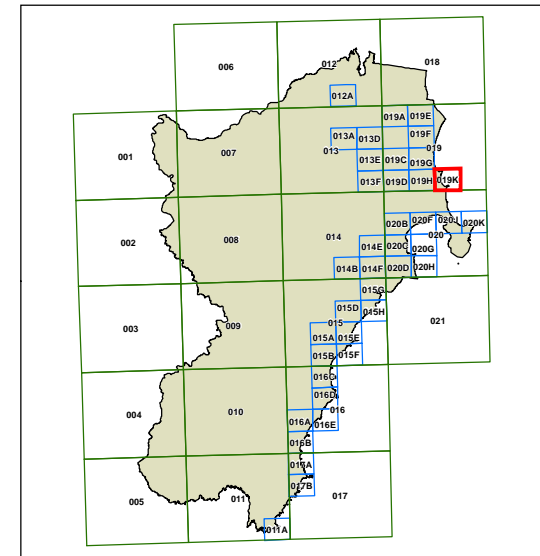 006 012 018
012A
019A 019E
013A 013D 019F
001 007 013 019
013E 019C 019G
013F 019D 019H 019K
020B 020F 020J 020K
002 008 014 020
014E 020C 020G
014B 014F 020D 020H
015G
015D 015H
003 009 015 021
015A 015E
015B 015F
016C
016D
004 010 016
016A 016E
016B
017A
017B
005 011 017
011A